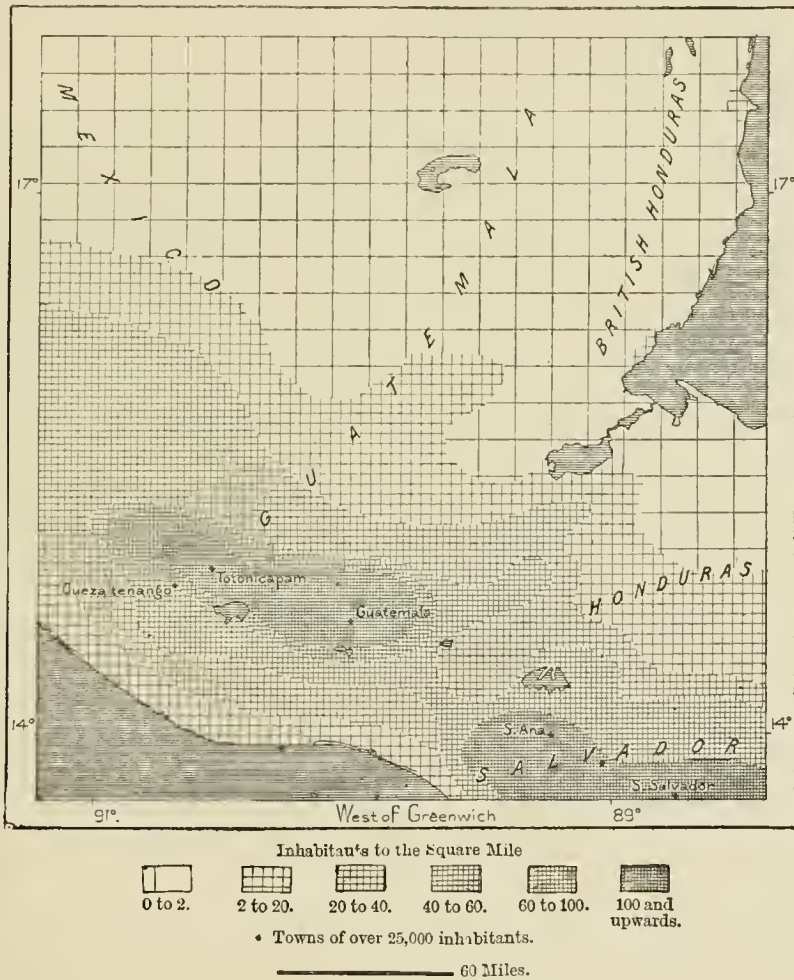 MEXICO
GUATEMALA
BRITISH HONDURAS
17°
17°
Totonicapam
Queza tenango
Guatemala
HONDURAS
14°
14°
S. Ana
SALVADOR
S. Salvador
91°.
West of Greenwich
89°
Inhabitants to the Square Mile
0 to 2.
2 to 20.
20 to 40.
40 to 60.
60 to 100.
100 and
upwards.
• Towns of over 25,000 inhabitants.
60 Miles.